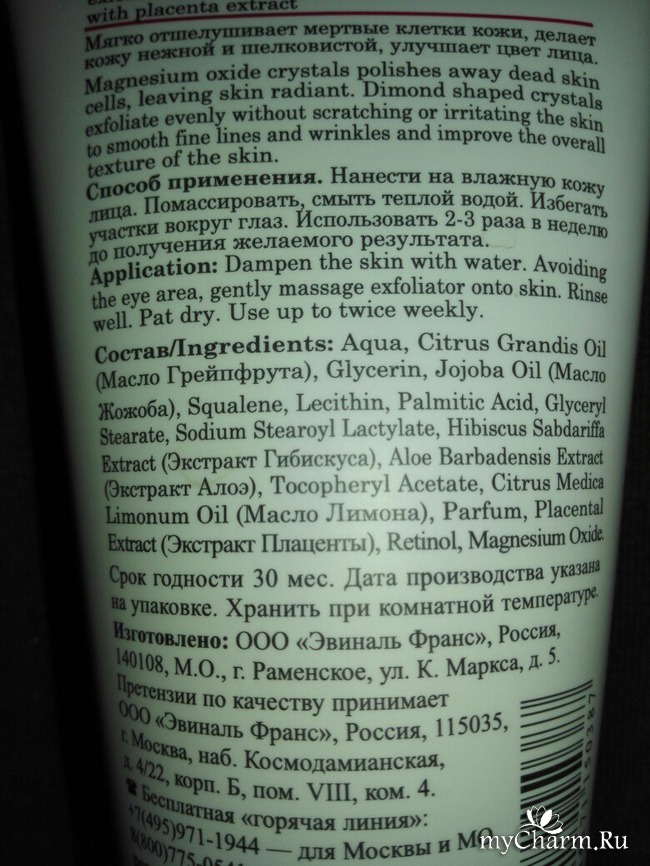 with placenta extract
Мягко отшелушивает мертвые клетки кожи, делает
кожу нежной и шелковистой, улучшает цвет лица.
Magnesium oxide crystals polishes away dead skin
cells, leaving skin radiant. Dimond shaped crystals
exfoliate evenly without scratching or irritating the skin
to smooth fine lines and wrinkles and improve the overall
texture of the skin.
Способ применения. Нанести на влажную кожу
лица. Помассировать, смыть теплой водой. Избегать
участки вокруг глаз. Использовать 2-3 раза в неделю
до получения желаемого результата.
Application: Dampen the skin with water. Avoiding
the eye area, gently massage exfoliator onto skin. Rinse
well. Pat dry. Use up to twice weekly.
Состав/Ingredients: Aqua, Citrus Grandis Oil
(Масло Грейпфрута), Glycerin, Jojoba Oil (Масло
Жожоба), Squalene, Lecithin, Palmitic Acid, Glyceryl
Stearate, Sodium Stearoyl Lactylate, Hibiscus Sabdariffa
Extract (Экстракт Гибискуса), Aloe Barbadensis Extract
(Экстракт Алоэ), Tocopheryl Acetate, Citrus Medica
Limonum Oil (Масло Лимона), Parfum, Placental
Extract (Экстракт Плаценты), Retinol, Magnesium Oxide.
Срок годности 30 мес. Дата производства указана
на упаковке. Хранить при комнатной температуре.
Изготовлено: ООО «Эвиналь Франс», Россия,
140108, М.О., г. Раменское, ул. К. Маркса, д. 5.
Претензии по качеству принимает
ООО «Эвиналь Франс», Россия, 115035,
г. Москва, наб. Космодамианская,
д. 4/22, корп. Б, пом. VIII, ком. 4.
☎ Бесплатная «горячая линия»:
+7(495)971-1944 — для Москвы и МО
myCharm.Ru